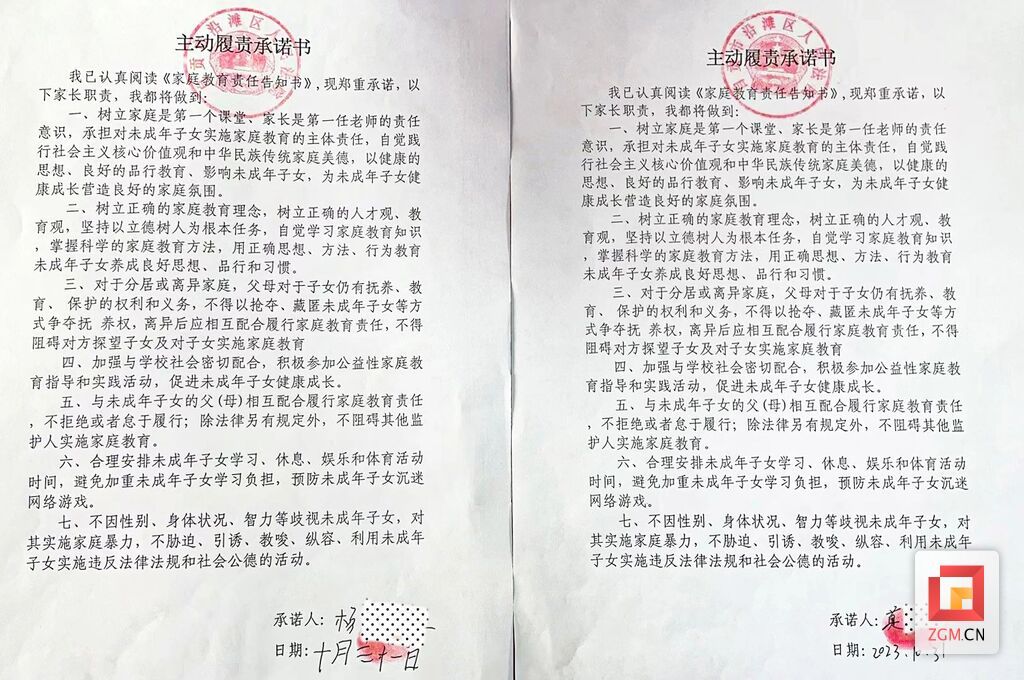 主动履责承诺书
我已认真阅读《家庭教育责任告知书》,现郑重承诺，以
下家长职责，我都将做到：
一、树立家庭是第一个课堂、家长是第一任老师的责任
意识，承担对未成年子女实施家庭教育的主体责任，自觉践
行社会主义核心价值观和中华民族传统家庭美德，以健康的
思想、良好的品行教育、影响未成年子女，为未成年子女健
康成长营造良好的家庭氛围。
二、树立正确的家庭教育理念，树立正确的人才观、教
育观，坚持以立德树人为根本任务，自觉学习家庭教育知识
，掌握科学的家庭教育方法，用正确思想、方法、行为教育
未成年子女养成良好思想、品行和习惯。
三、对于分居或离异家庭，父母对于子女仍有抚养、教
育、 保护的权利和义务，不得以抢夺、藏匿未成年子女等方
式争夺抚 养权，离异后应相互配合履行家庭教育责任，不得
阻碍对方探望子女及对子女实施家庭教育
四、加强与学校社会密切配合，积极参加公益性家庭教
育指导和实践活动，促进未成年子女健康成长。
五、与未成年子女的父(母)相互配合履行家庭教育责任
，不拒绝或者怠于履行；除法律另有规定外，不阻碍其他监
护人实施家庭教育。
六、合理安排未成年子女学习、休息、娱乐和体育活动
时间，避免加重未成年子女学习负担，预防未成年子女沉迷
网络游戏。
七、不因性别、身体状况、智力等歧视未成年子女，对
其实施家庭暴力，不胁迫、引诱、教唆、纵容、利用未成年
子女实施违反法律法规和社会公德的活动。
承诺人：杨
日期：十月三十一日
沿滩区人
主动履责承诺书
我已认真阅读《家庭教育责任告知书》,现郑重承诺，以
下家长职责，我都将做到：
一、树立家庭是第一个课堂、家长是第一任老师的责任
意识，承担对未成年子女实施家庭教育的主体责任，自觉践
行社会主义核心价值观和中华民族传统家庭美德，以健康的
思想、良好的品行教育、影响未成年子女，为未成年子女健
康成长营造良好的家庭氛围。
二、树立正确的家庭教育理念，树立正确的人才观、教
育观，坚持以立德树人为根本任务，自觉学习家庭教育知识
，掌握科学的家庭教育方法，用正确思想、方法、行为教育
未成年子女养成良好思想、品行和习惯。
三、对于分居或离异家庭，父母对于子女仍有抚养、教
育、 保护的权利和义务，不得以抢夺、藏匿未成年子女等方
式争夺抚 养权，离异后应相互配合履行家庭教育责任，不得
阻碍对方探望子女及对子女实施家庭教育
四、加强与学校社会密切配合，积极参加公益性家庭教
育指导和实践活动，促进未成年子女健康成长。
五、与未成年子女的父(母)相互配合履行家庭教育责任
，不拒绝或者怠于履行；除法律另有规定外，不阻碍其他监
护人实施家庭教育。
六、合理安排未成年子女学习、休息、娱乐和体育活动
时间，避免加重未成年子女学习负担，预防未成年子女沉迷
网络游戏。
七、不因性别、身体状况、智力等歧视未成年子女，对
其实施家庭暴力，不胁迫、引诱、教唆、纵容、利用未成年
子女实施违反法律法规和社会公德的活动。
承诺人：
日期：2023.10.31
市沿滩区人
ZGM.CN